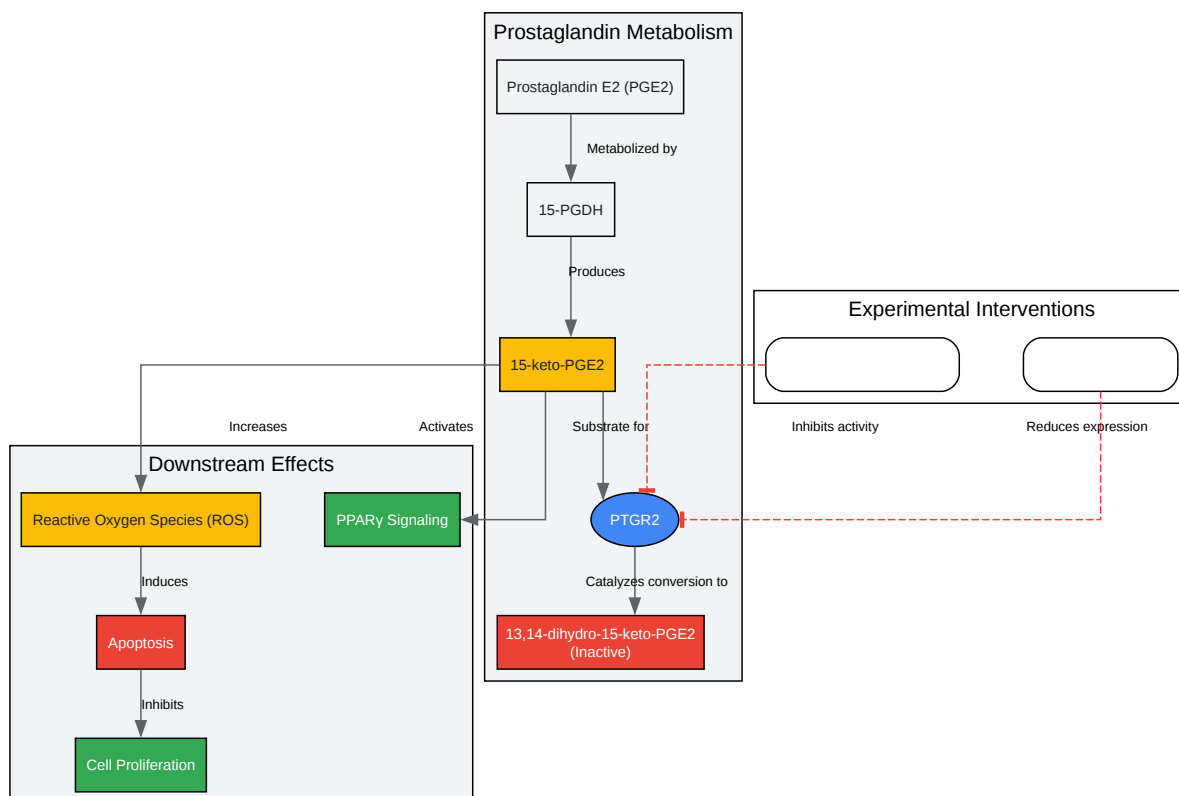 Prostaglandin Metabolism
Prostaglandin E2 (PGE2)
Metabolized by
15-PGDH
Produces
Experimental Interventions
15-keto-PGE2
Increases
Activates
Substrate for
Inhibits activity
Reduces expression
Downstream Effects
Reactive Oxygen Species (ROS)
PPARγ Signaling
PTGR2
Induces
Catalyzes conversion to
Apoptosis
13,14-dihydro-15-keto-PGE2
(Inactive)
Inhibits
Cell Proliferation